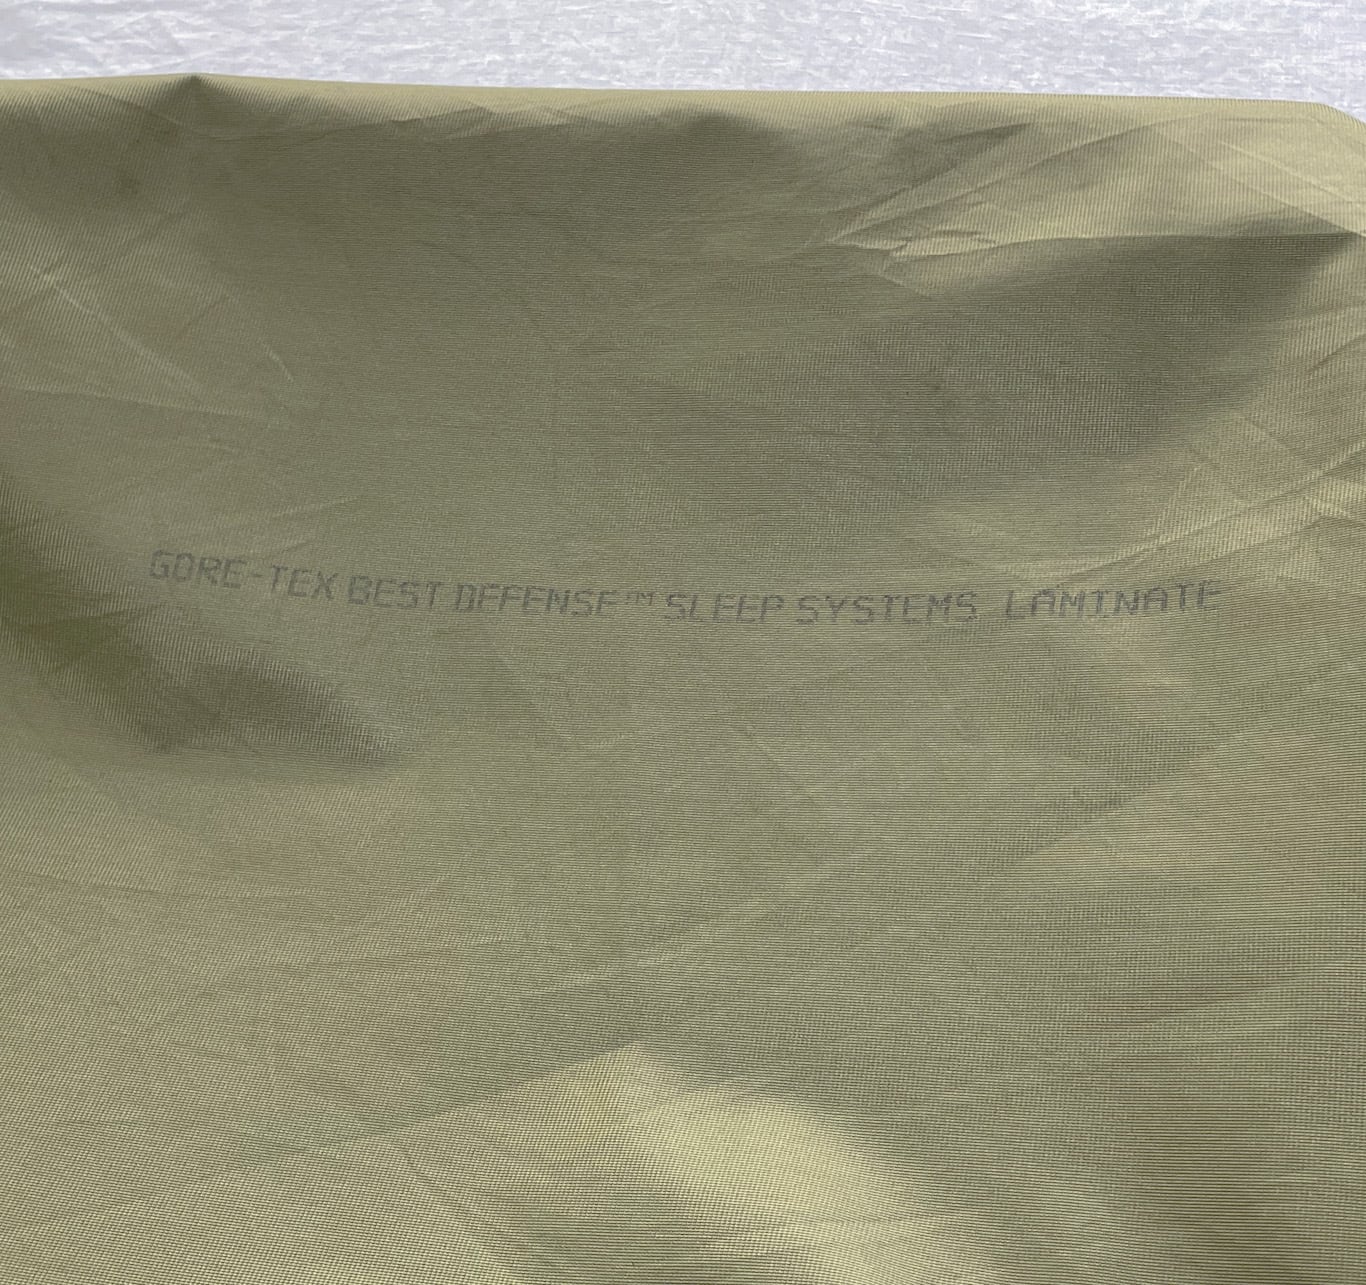 GORE-TEX BEST DEFENSE™ SLEEP SYSTEMS LAMINATE